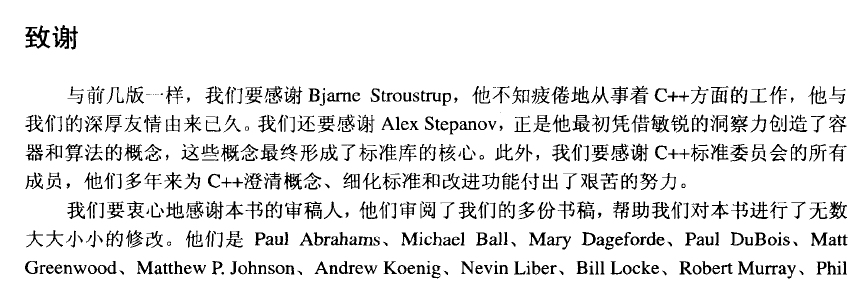 致谢
与前几版一样，我们要感谢 Bjarne Stroustrup，他不知疲倦地从事着 C++方面的工作，他与
我们的深厚友情由来已久。我们还要感谢 Alex Stepanov，正是他最初凭借敏锐的洞察力创造了容
器和算法的概念，这些概念最终形成了标准库的核心。此外，我们要感谢 C++标准委员会的所有
成员，他们多年来为 C++澄清概念、细化标准和改进功能付出了艰苦的努力。
我们要衷心地感谢本书的审稿人，他们审阅了我们的多份书稿，帮助我们对本书进行了无数
大大小小的修改。他们是 Paul Abrahams、Michael Ball、Mary Dageforde、Paul DuBois、Matt
Greenwood、Matthew P. Johnson、Andrew Koenig、Nevin Liber、Bill Locke、Robert Murray、Phil